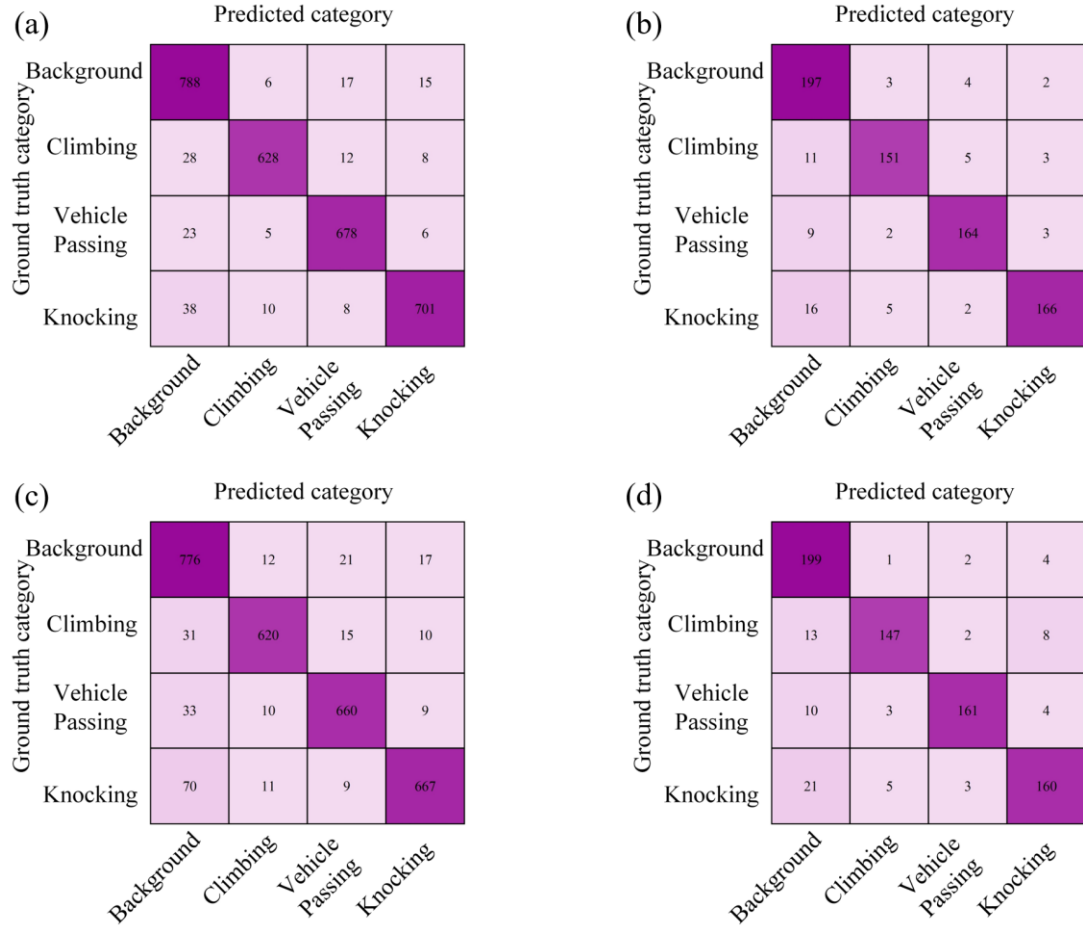 (a)
Predicted category
Ground truth category
Background 788 6 17 15
Climbing 28 628 12 8
Vehicle
Passing 23 5 678 6
Knocking 38 10 8 701
Background Climbing Vehicle Passing Knocking
(b)
Predicted category
Ground truth category
Background 197 3 4 2
Climbing 11 151 5 3
Vehicle
Passing 9 2 164 3
Knocking 16 5 2 166
Background Climbing Vehicle Passing Knocking
(c)
Predicted category
Ground truth category
Background 776 12 21 17
Climbing 31 620 15 10
Vehicle
Passing 33 10 660 9
Knocking 70 11 9 667
Background Climbing Vehicle Passing Knocking
(d)
Predicted category
Ground truth category
Background 199 1 2 4
Climbing 13 147 2 8
Vehicle
Passing 10 3 161 4
Knocking 21 5 3 160
Background Climbing Vehicle Passing Knocking